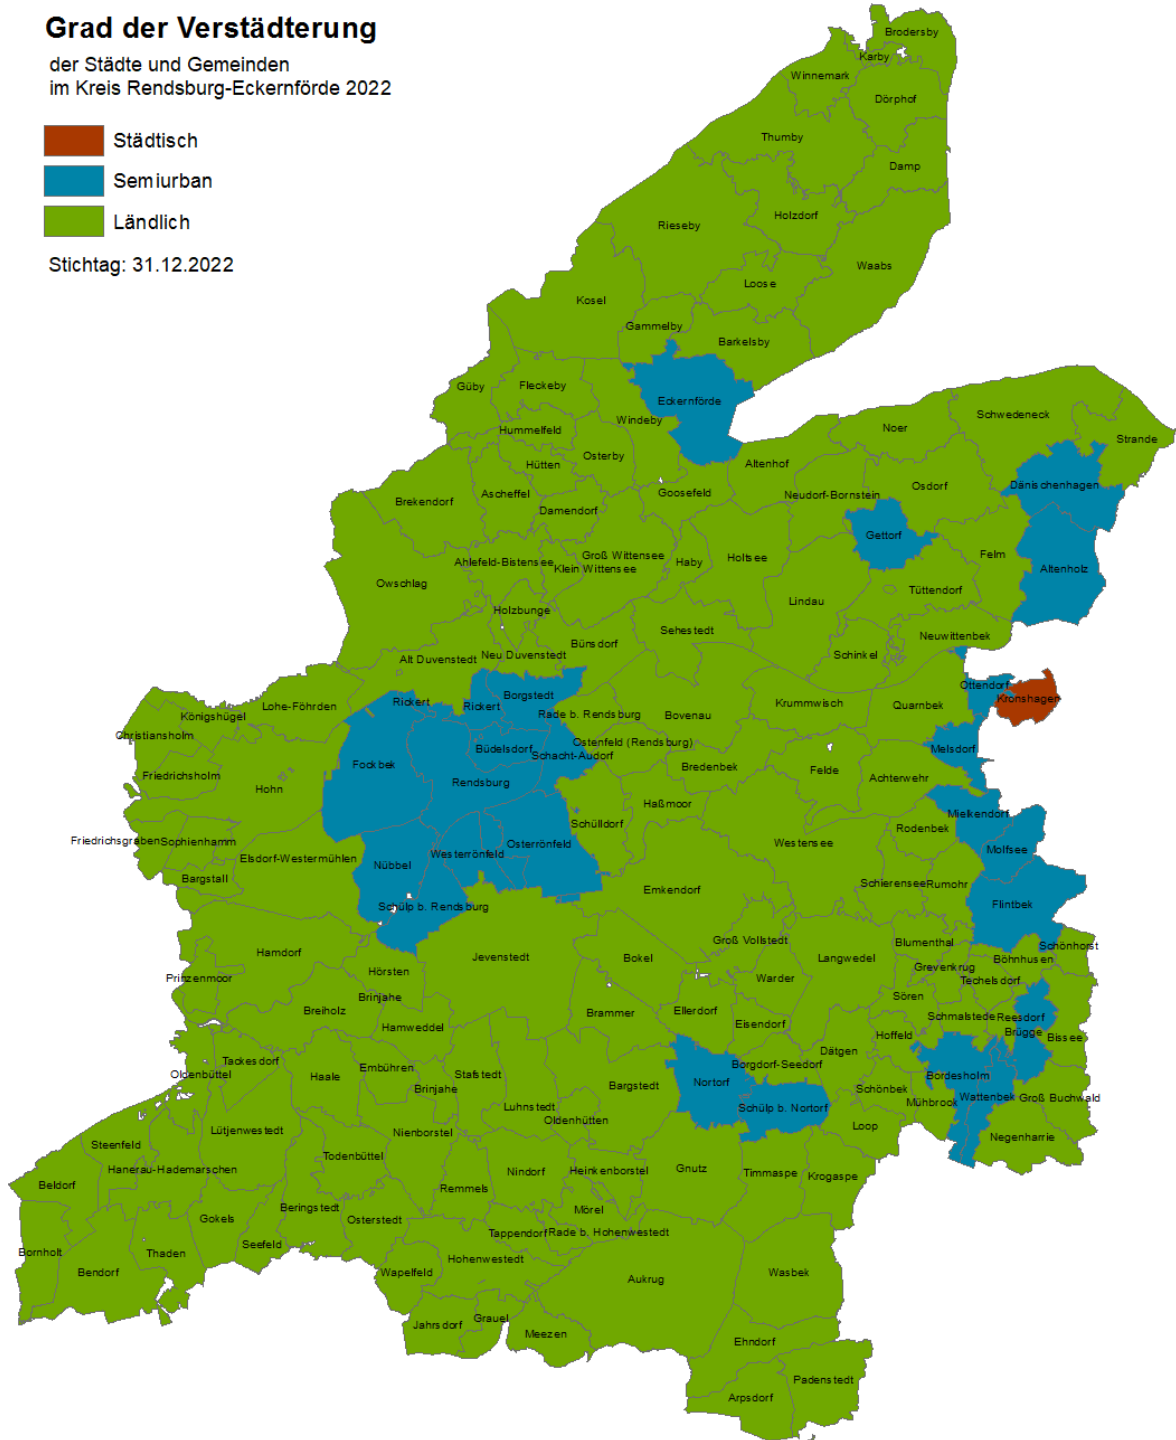 Grad der Verstädterung
der Städte und Gemeinden
im Kreis Rendsburg-Eckernförde 2022
Städtisch
Semiurban
Ländlich
Stichtag: 31.12.2022
Brodersby
Karby
Winnemark
Dörphof
Thumby
Damp
Holzdorf
Rieseby
Waabs
Loose
Kosel
Gammelby
Barkelsby
Güby
Fleckeby
Eckernförde
Windeby
Schwedeneck
Noer
Hummelfeld
Strande
Osterby
Hütten
Altenhof
Dänischenhagen
Osdorf
Goosefeld
Neudorf-Bornstein
Ascheffel
Brekendorf
Damendorf
Gettorf
Felm
Groß Wittensee
Holtsee
Ahlefeld-Bistensee
Haby
Klein Wittensee
Altenholz
Owschlag
Tüttendorf
Lindau
Holzbunge
Sehestedt
Neuwittenbek
Bünsdorf
Neu Duvenstedt
Schinkel
Alt Duvenstedt
Ottendorf
Borgstedt
Kronshagen
Rickert
Krummwisch
Rickert
Quarnbek
Lohe-Föhrden
Rade b. Rendsburg
Bovenau
Königshügel
Christiansholm
Ostenfeld (Rendsburg)
Büdelsdorf
Melsdorf
Schacht-Audorf
Fockbek
Bredenbek
Felde
Friedrichsholm
Achterwehr
Rendsburg
Hohn
Mielkendorf
Haßmoor
Schülldorf
Rodenbek
Friedrichsgraben
Sophienhamm
Osterrönfeld
Westensee
Molfsee
Westerrönfeld
Elsdorf-Westermühlen
Nübbel
Bargstall
Schierensee
Rumohr
Emkendorf
Flintbek
Schülp b. Rendsburg
Groß Vollstedt
Blumenthal
Schönhorst
Hamdorf
Jevenstedt
Bokel
Langwedel
Böhnhusen
Grevenkrug
Hörsten
Prinzenmoor
Warder
Techelsdorf
Brinjahe
Sören
Breiholz
Brammer
Ellerdorf
Schmalstede
Reesdorf
Eisendorf
Hamweddel
Hoffeld
Brügge
Bissee
Dätgen
Tackesdorf
Borgdorf-Seedorf
Embühren
Oldenbüttel
Haale
Stafstedt
Bordesholm
Nortorf
Bargstedt
Brinjahe
Schönbek
Wattenbek
Groß Buchwald
Mühbrook
Luhnstedt
Schülp b. Nortorf
Oldenhütten
Loop
Lütjenwestedt
Nienborstel
Negenharrie
Steenfeld
Todenbüttel
Hanerau-Hademarschen
Nindorf
Heinkenborstel
Gnutz
Timmaspe
Krogaspe
Beldorf
Remmels
Beringstedt
Mörel
Gokels
Osterstedt
Tappendorf
Rade b. Hohenwestedt
Seefeld
Bornholt
Thaden
Hohenwestedt
Bendorf
Wapelfeld
Wasbek
Aukrug
Grauel
Jahrsdorf
Meezen
Ehndorf
Padenstedt
Arpsdorf